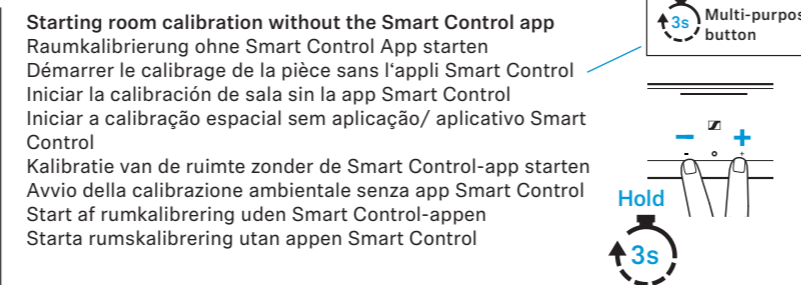 Starting room calibration without the Smart Control app
Raumkalibrierung ohne Smart Control App starten
Démarrer le calibrage de la pièce sans l'appli Smart Control
Iniciar la calibración de sala sin la app Smart Control
Iniciar a calibração espacial sem aplicação/ aplicativo Smart
Control
Kalibratie van de ruimte zonder de Smart Control-app starten
Avvio della calibrazione ambientale senza app Smart Control
Start af rumkalibrering uden Smart Control-appen
Starta rumskalibrering utan appen Smart Control
3s
Multi-purpos
button
− +
- +
Hold
3s